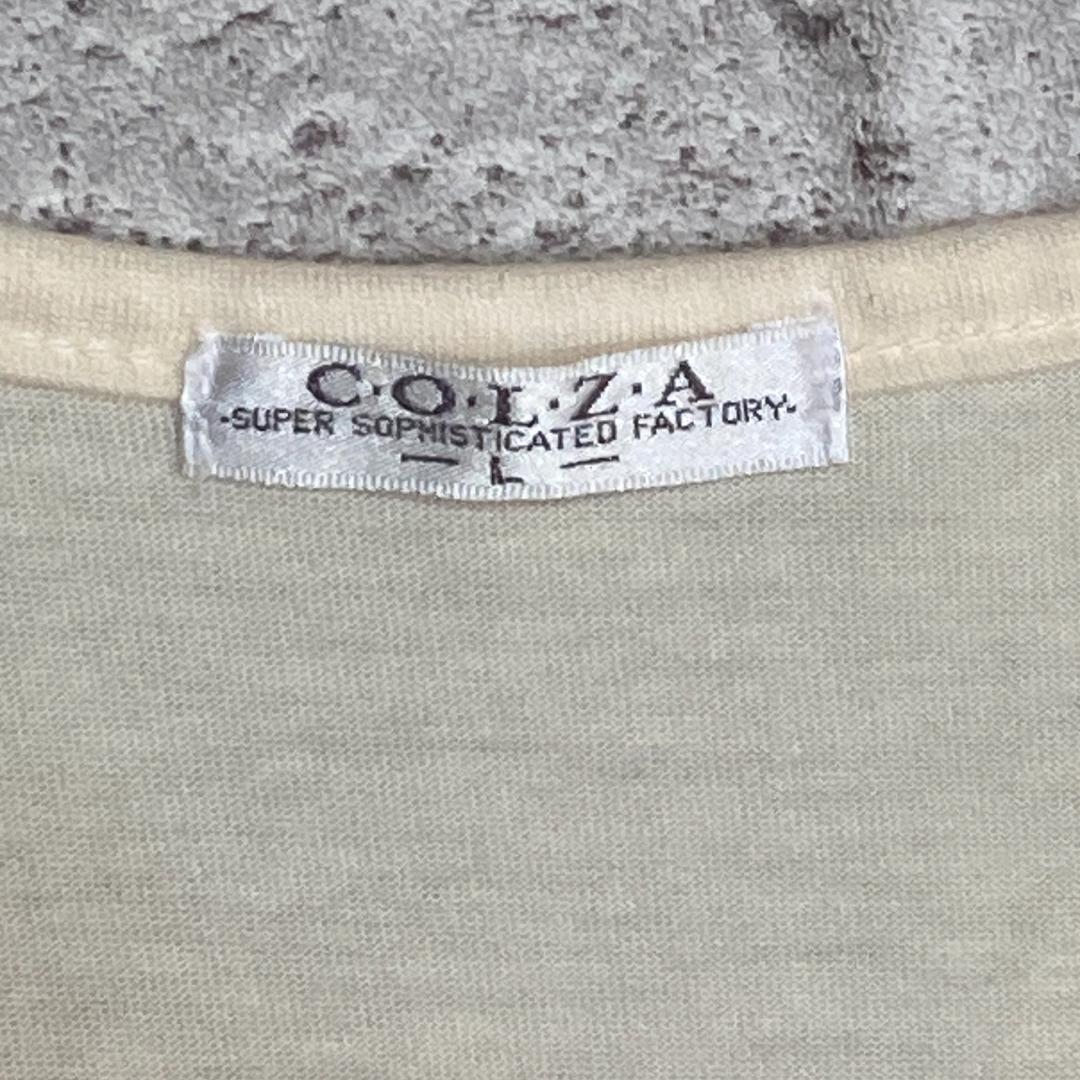 C·O·L·Z·A
-SUPER SOPHISTICATED FACTORY-
— L —